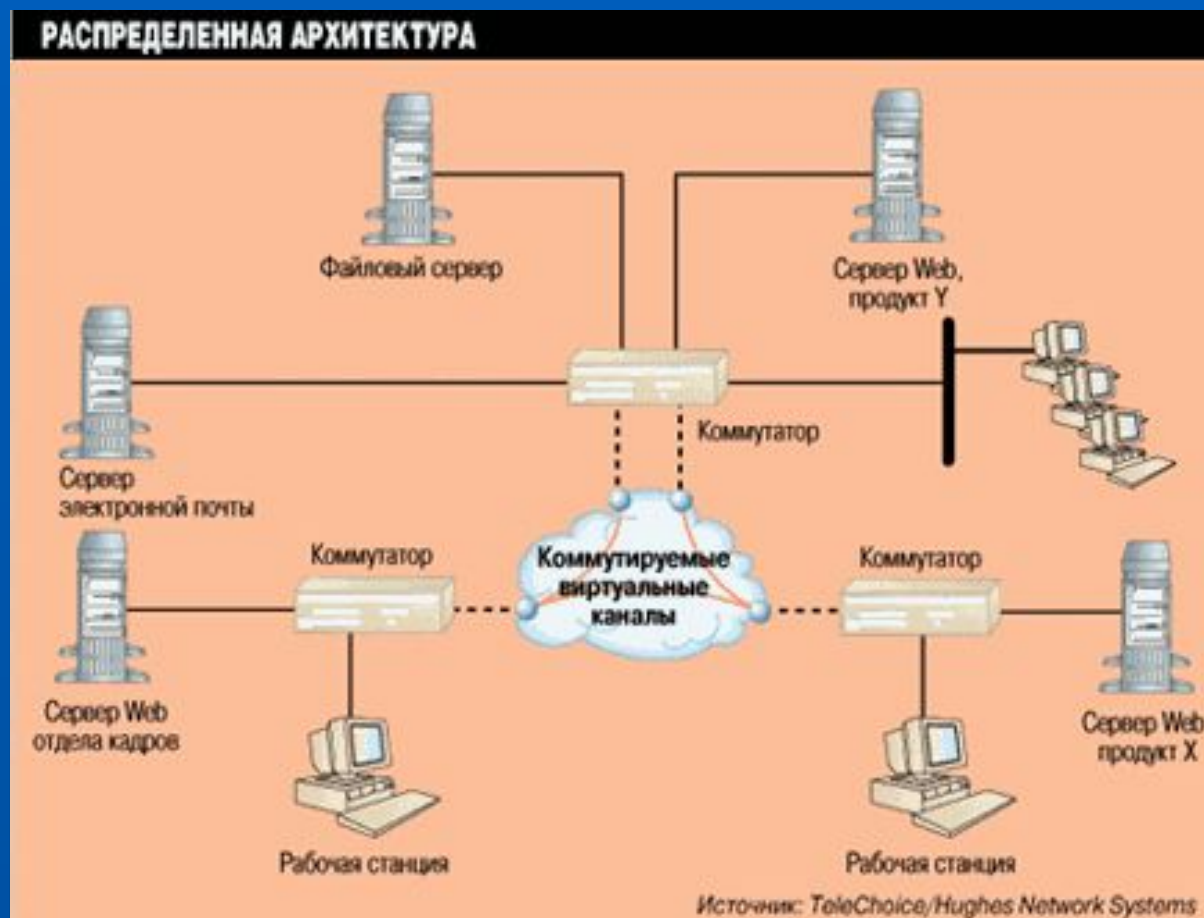 РАСПРЕДЕЛЕННАЯ АРХИТЕКТУРА
Файловый сервер
Сервер Web,
продукт Y
Коммутатор
Сервер
электронной почты
Коммутатор
Коммутируемые
виртуальные
каналы
Коммутатор
Сервер Web
отдела кадров
Сервер Web
продукт X
Рабочая станция
Рабочая станция
Источник: TeleChoice/Hughes Network Systems